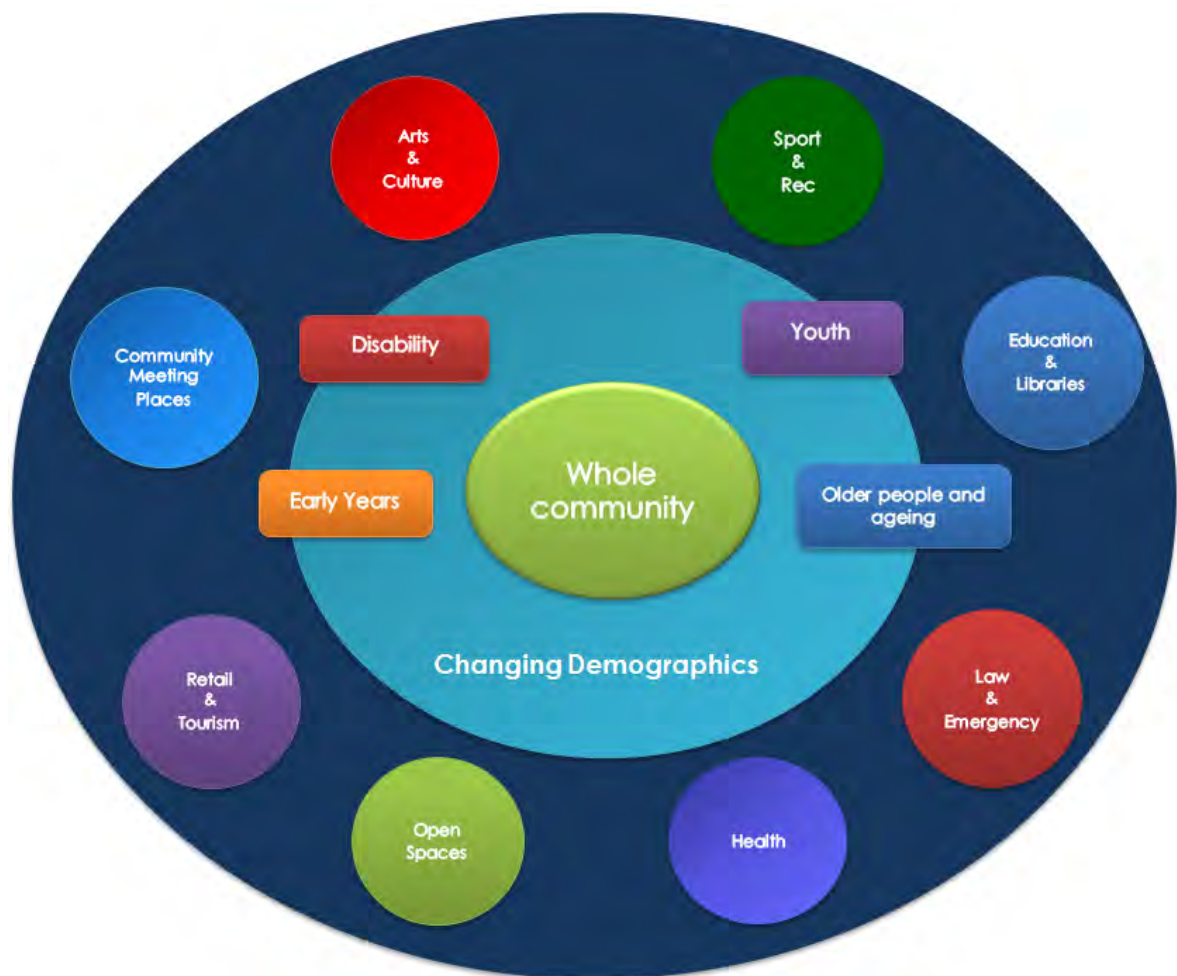 Arts
&
Culture
Sport
&
Rec
Community
Meeting
Places
Disability
Youth
Education
&
Libraries
Early Years
Whole
community
Older people and
ageing
Changing Demographics
Retail
&
Tourism
Law
&
Emergency
Open
Spaces
Health